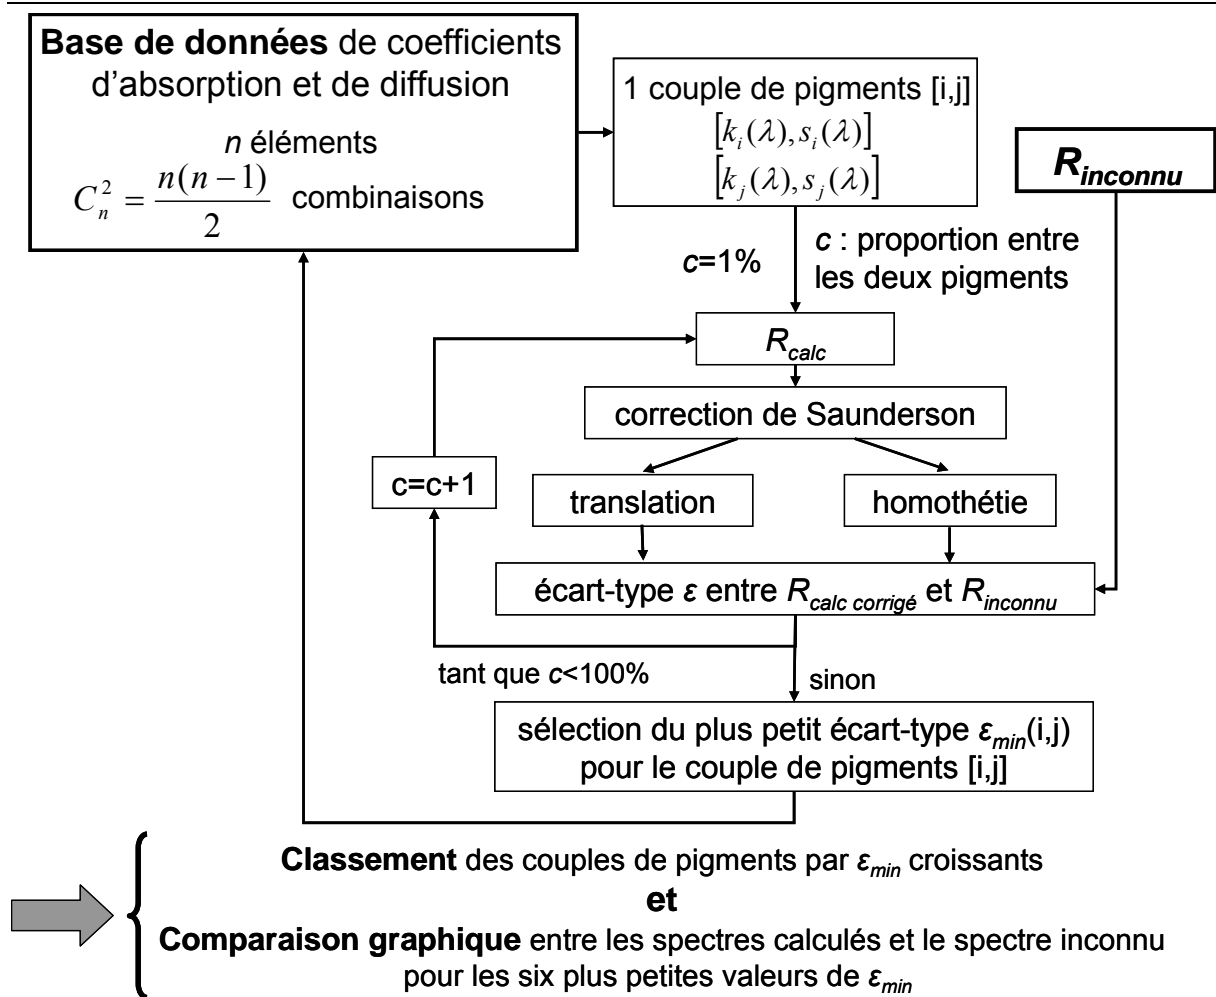 Base de données de coefficients
d'absorption et de diffusion
n éléments
C_n^2 = n(n−1)/2 combinaisons
1 couple de pigments [i,j]
[k_i(λ), s_i(λ)]
[k_j(λ), s_j(λ)]
R_inconnu
c=1%
c : proportion entre
les deux pigments
R_calc
correction de Saunderson
c=c+1
translation
homothétie
écart-type ε entre R_calc corrigé et R_inconnu
tant que c<100%
sinon
sélection du plus petit écart-type ε_min(i,j)
pour le couple de pigments [i,j]
Classement des couples de pigments par ε_min croissants
et
Comparaison graphique entre les spectres calculés et le spectre inconnu
pour les six plus petites valeurs de ε_min